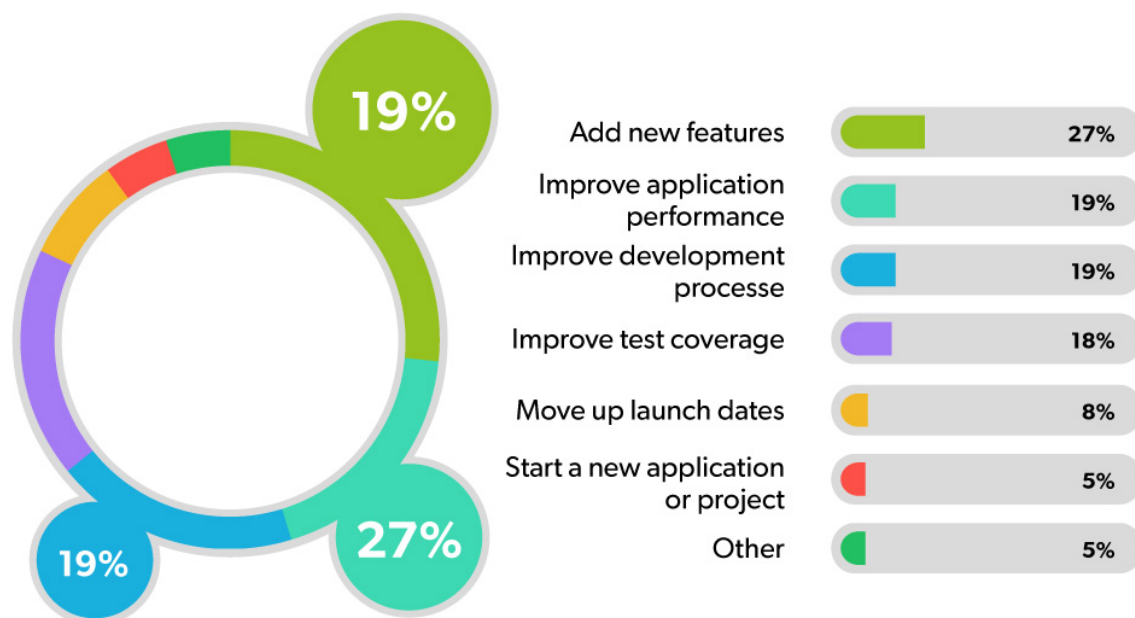 19%
27%
19%
Add new features
27%
Improve application
performance
19%
Improve development
processe
19%
Improve test coverage
18%
Move up launch dates
8%
Start a new application
or project
5%
Other
5%